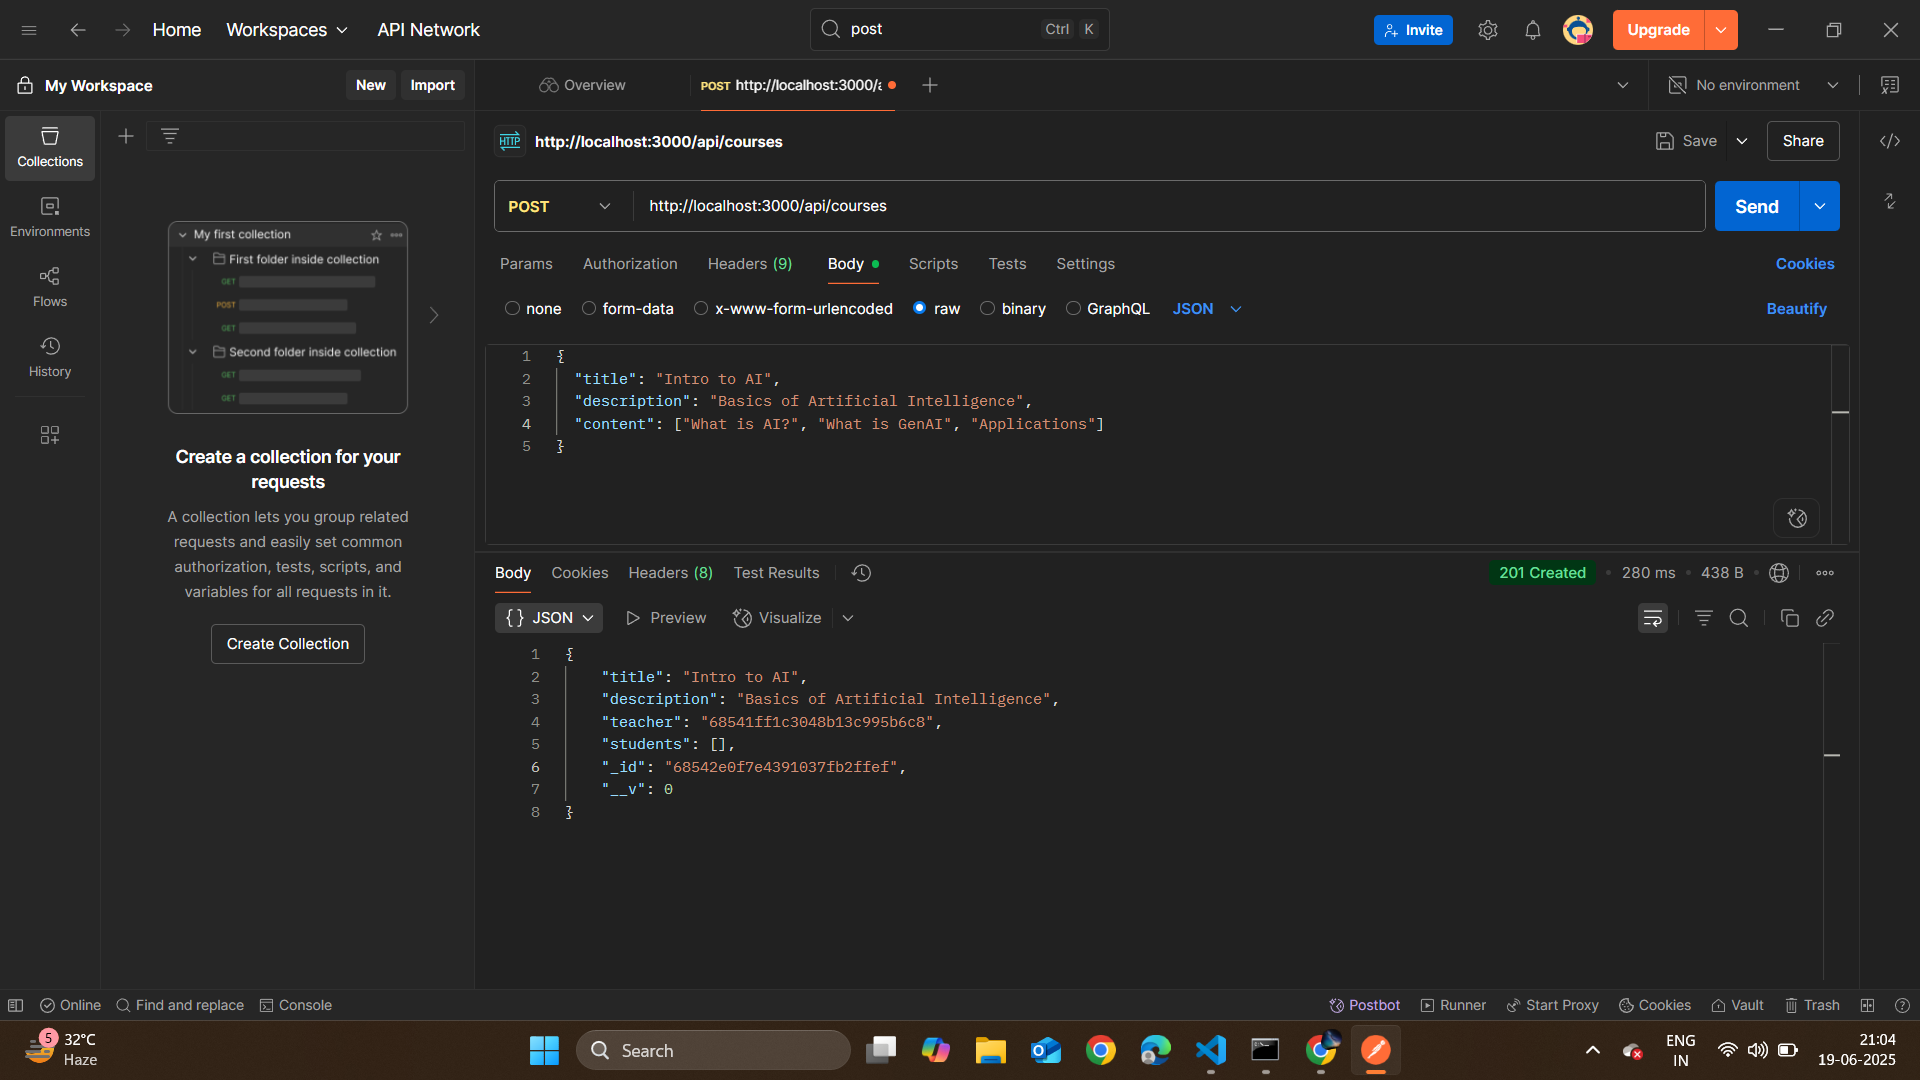 Home
Workspaces
API Network
post
Ctrl K
Invite
Upgrade
My Workspace
New
Import
Overview
POST http://localhost:3000/a
No environment
Collections
Environments
Flows
History
My first collection
First folder inside collection
GET
POST
GET
Second folder inside collection
GET
GET
Create a collection for your
requests
A collection lets you group related
requests and easily set common
authorization, tests, scripts, and
variables for all requests in it.
Create Collection
HTTP
http://localhost:3000/api/courses
Save
Share
POST
http://localhost:3000/api/courses
Send
Params
Authorization
Headers (9)
Body
Scripts
Tests
Settings
Cookies
none
form-data
x-www-form-urlencoded
raw
binary
GraphQL
JSON
Beautify
1 {
2 "title": "Intro to AI",
3 "description": "Basics of Artificial Intelligence",
4 "content": ["What is AI?", "What is GenAI", "Applications"]
5 }
Body
Cookies
Headers (8)
Test Results
201 Created
280 ms
438 B
{} JSON
Preview
Visualize
1 {
2 "title": "Intro to AI",
3 "description": "Basics of Artificial Intelligence",
4 "teacher": "68541ff1c3048b13c995b6c8",
5 "students": [],
6 "_id": "68542e0f7e4391037fb2ffef",
7 "__v": 0
8 }
Online
Find and replace
Console
Postbot
Runner
Start Proxy
Cookies
Vault
Trash
5
32°C
Haze
Search
ENG
IN
21:04
19-06-2025